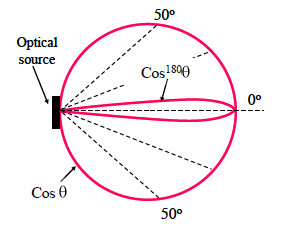 50º
Optical
source
Cos¹⁸⁰θ
0º
Cos θ
50º